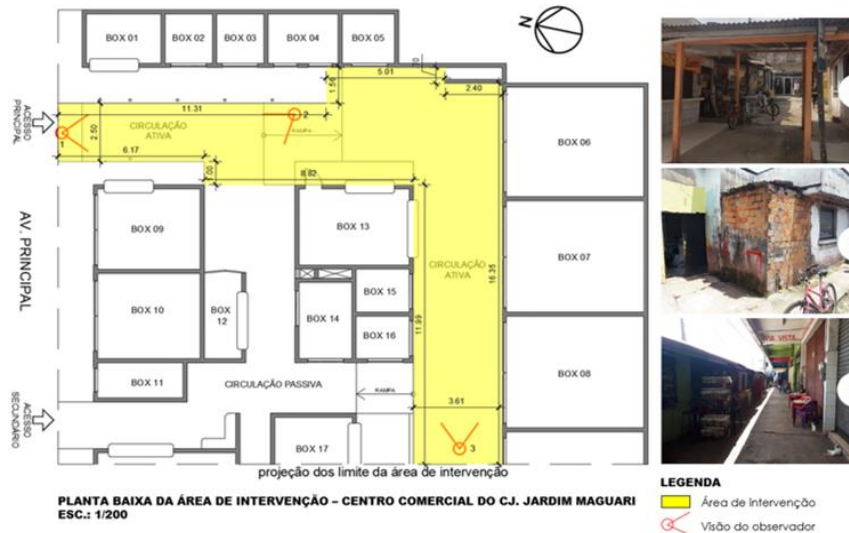 BOX 01
BOX 02
BOX 03
BOX 04
BOX 05
N
5.01
2.40
1.56
11.31
ACESSO
PRINCIPAL
CIRCULAÇÃO
ATIVA
2
RAMPA
1
2.50
6.17
1.00
8.82
BOX 06
BOX 07
BOX 08
AV. PRINCIPAL
BOX 09
BOX 10
BOX 11
BOX 12
BOX 13
BOX 14
BOX 15
BOX 16
BOX 17
CIRCULAÇÃO
ATIVA
16.35
11.99
CIRCULAÇÃO PASSIVA
RAMPA
3.61
3
ACESSO
SECUNDÁRIO
projeção dos limite da área de intervenção
PLANTA BAIXA DA ÁREA DE INTERVENÇÃO – CENTRO COMERCIAL DO CJ. JARDIM MAGUARI
ESC.: 1/200
LEGENDA
Área de intervenção
Visão do observador